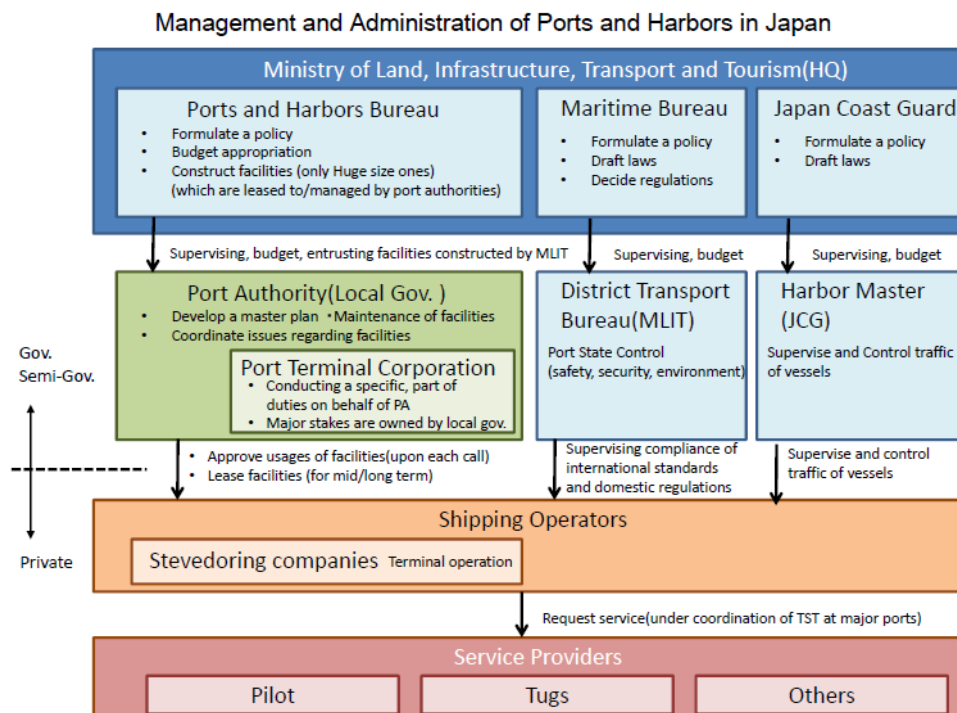 Management and Administration of Ports and Harbors in Japan
Ministry of Land, Infrastructure, Transport and Tourism(HQ)
Ports and Harbors Bureau
• Formulate a policy
• Budget appropriation
• Construct facilities (only Huge size ones)
(which are leased to/managed by port authorities)
Maritime Bureau
• Formulate a policy
• Draft laws
• Decide regulations
Japan Coast Guard
• Formulate a policy
• Draft laws
Supervising, budget, entrusting facilities constructed by MLIT
Supervising, budget
Supervising, budget
Port Authority(Local Gov. )
• Develop a master plan ・Maintenance of facilities
• Coordinate issues regarding facilities
Port Terminal Corporation
• Conducting a specific, part of
duties on behalf of PA
• Major stakes are owned by local gov.
District Transport
Bureau(MLIT)
Port State Control
(safety, security, environment)
Harbor Master
(JCG)
Supervise and Control traffic
of vessels
Gov.
Semi-Gov.
Private
• Approve usages of facilities(upon each call)
• Lease facilities (for mid/long term)
Supervising compliance of
international standards
and domestic regulations
Supervise and control
traffic of vessels
Shipping Operators
Stevedoring companies Terminal operation
Request service(under coordination of TST at major ports)
Service Providers
Pilot
Tugs
Others